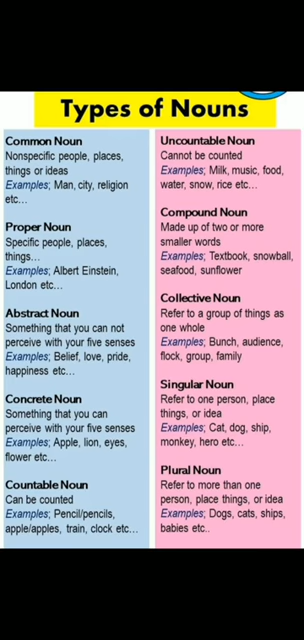 Types of Nouns
Common Noun
Nonspecific people, places,
things or ideas
Examples; Man, city, religion
etc...
Proper Noun
Specific people, places,
things...
Examples; Albert Einstein,
London etc...
Abstract Noun
Something that you can not
perceive with your five senses
Examples; Belief, love, pride,
happiness etc...
Concrete Noun
Something that you can
perceive with your five senses
Examples; Apple, lion, eyes,
flower etc...
Countable Noun
Can be counted
Examples; Pencil/pencils,
apple/apples, train, clock etc...
Uncountable Noun
Cannot be counted
Examples; Milk, music, food,
water, snow, rice etc...
Compound Noun
Made up of two or more
smaller words
Examples; Textbook, snowball,
seafood, sunflower
Collective Noun
Refer to a group of things as
one whole
Examples; Bunch, audience,
flock, group, family
Singular Noun
Refer to one person, place
things, or idea
Examples; Cat, dog, ship,
monkey, hero etc...
Plural Noun
Refer to more than one
person, place things, or idea
Examples; Dogs, cats, ships,
babies etc..